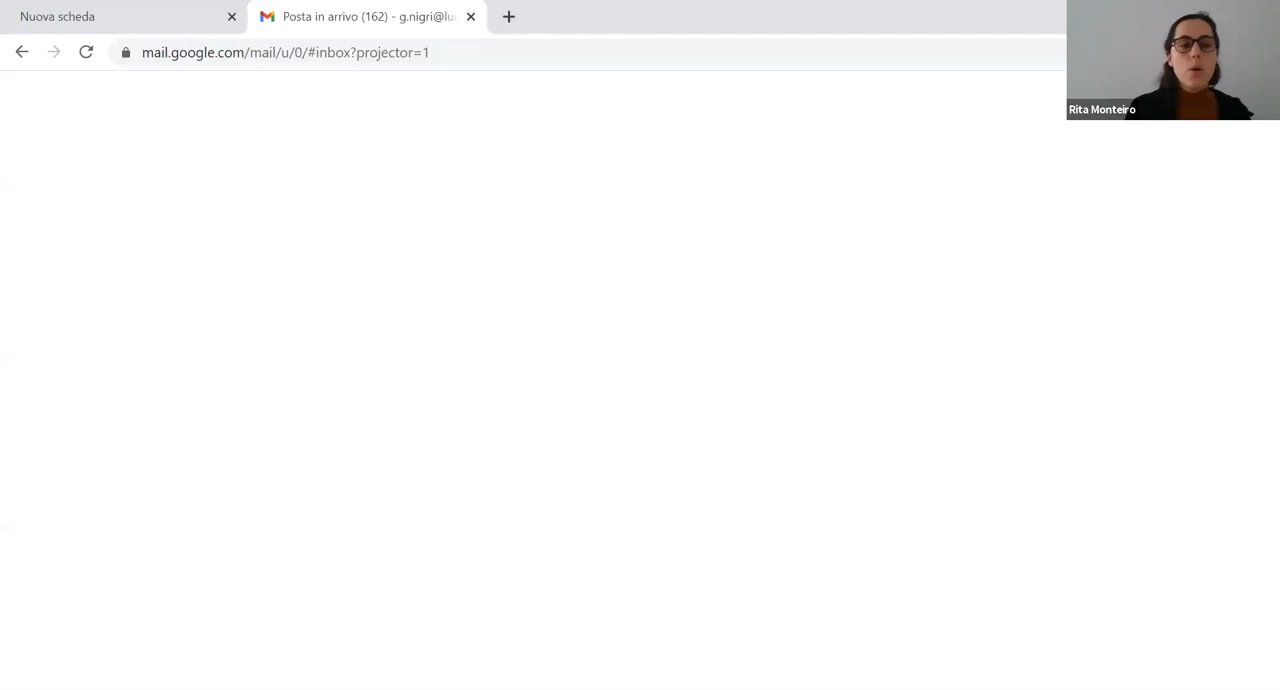 Nuova scheda
Posta in arrivo (162) - g.nigri@lu
mail.google.com/mail/u/0/#inbox?projector=1
Rita Monteiro